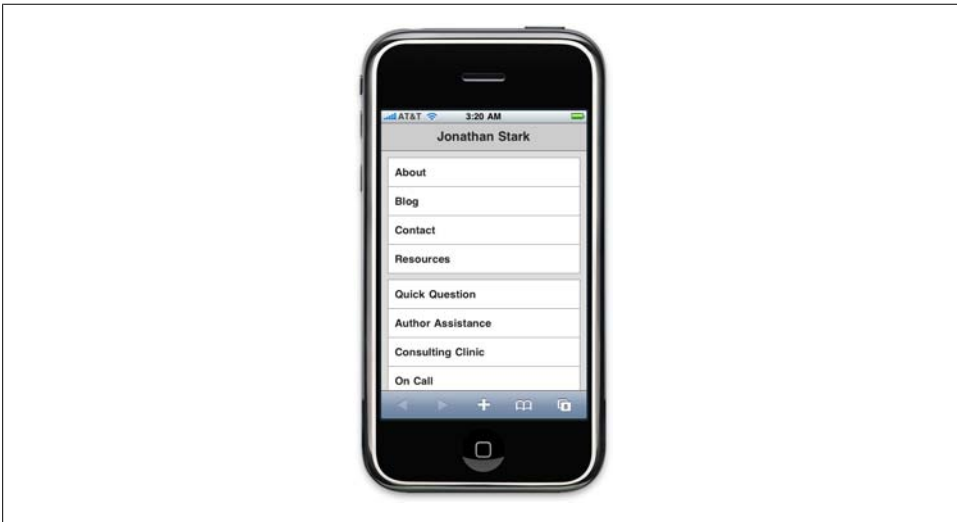 AT&T 3:20 AM
Jonathan Stark
About
Blog
Contact
Resources
Quick Question
Author Assistance
Consulting Clinic
On Call